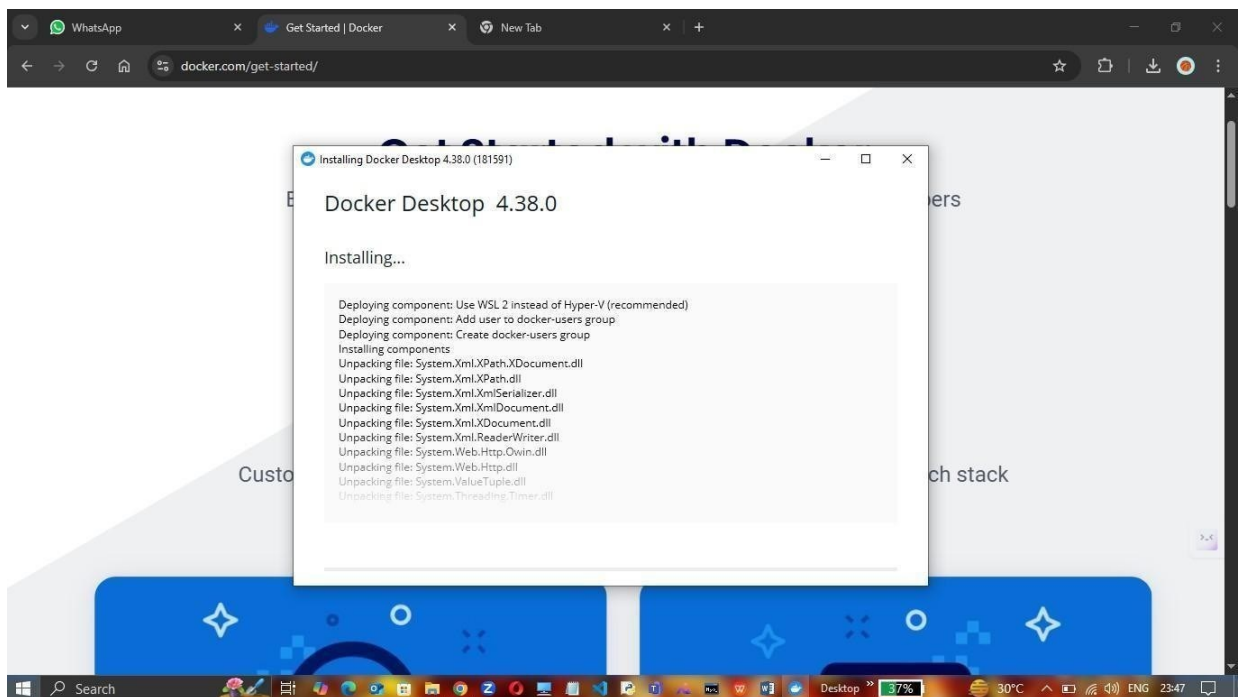 WhatsApp
Get Started | Docker
New Tab
docker.com/get-started/
Get Started with Docker
Installing Docker Desktop 4.38.0 (181591)
Docker Desktop 4.38.0
ers
Installing...
Deploying component: Use WSL 2 instead of Hyper-V (recommended)
Deploying component: Add user to docker-users group
Deploying component: Create docker-users group
Installing components
Unpacking file: System.Xml.XPath.XDocument.dll
Unpacking file: System.Xml.XPath.dll
Unpacking file: System.Xml.XmlSerializer.dll
Unpacking file: System.Xml.XmlDocument.dll
Unpacking file: System.Xml.XDocument.dll
Unpacking file: System.Xml.ReaderWriter.dll
Unpacking file: System.Web.Http.Owin.dll
Unpacking file: System.Web.Http.dll
Unpacking file: System.ValueTuple.dll
Unpacking file: System.Threading.Timer.dll
Custo
ch stack
Search
Desktop
37%
30°C
ENG
23:47